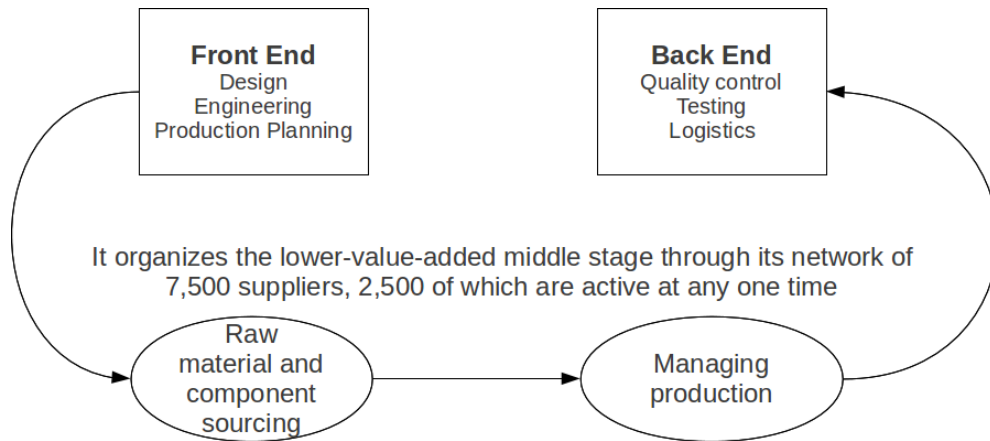 Front End
Design
Engineering
Production Planning
Back End
Quality control
Testing
Logistics
It organizes the lower-value-added middle stage through its network of
7,500 suppliers, 2,500 of which are active at any one time
Raw
material and
component
sourcing
Managing
production